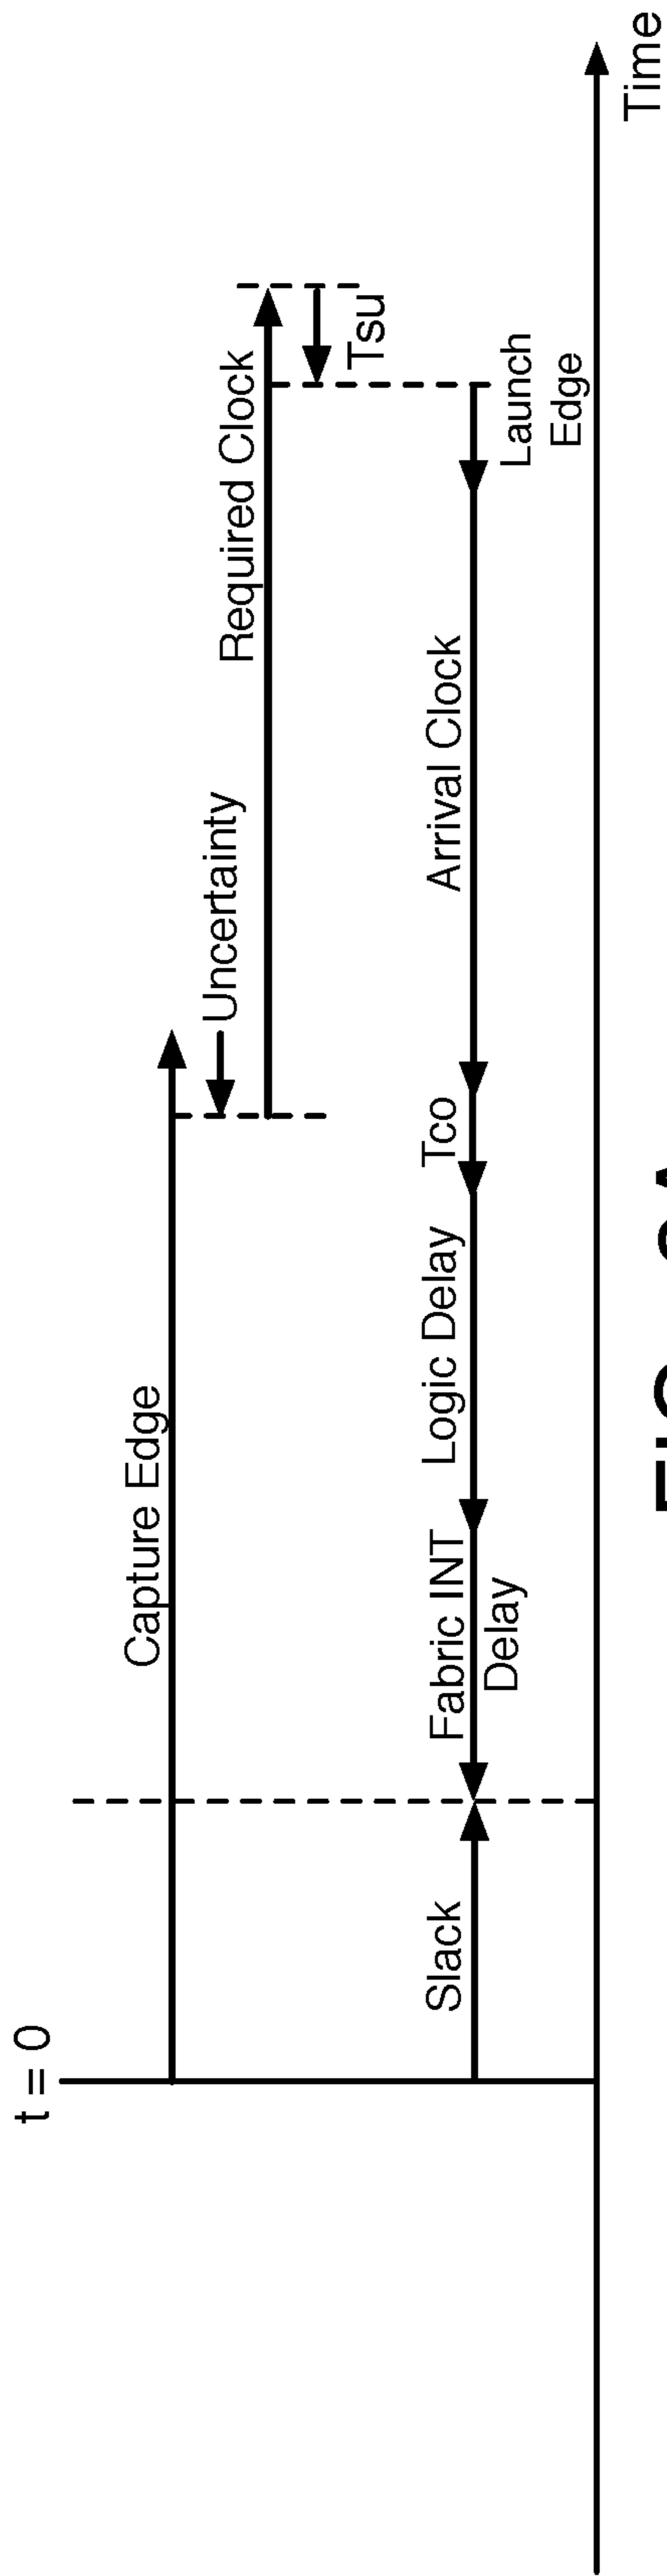 t = 0
Capture Edge
Uncertainty
Required Clock
Tsu
Slack
Fabric INT
Delay
Logic Delay
Tco
Arrival Clock
Launch
Edge
Time